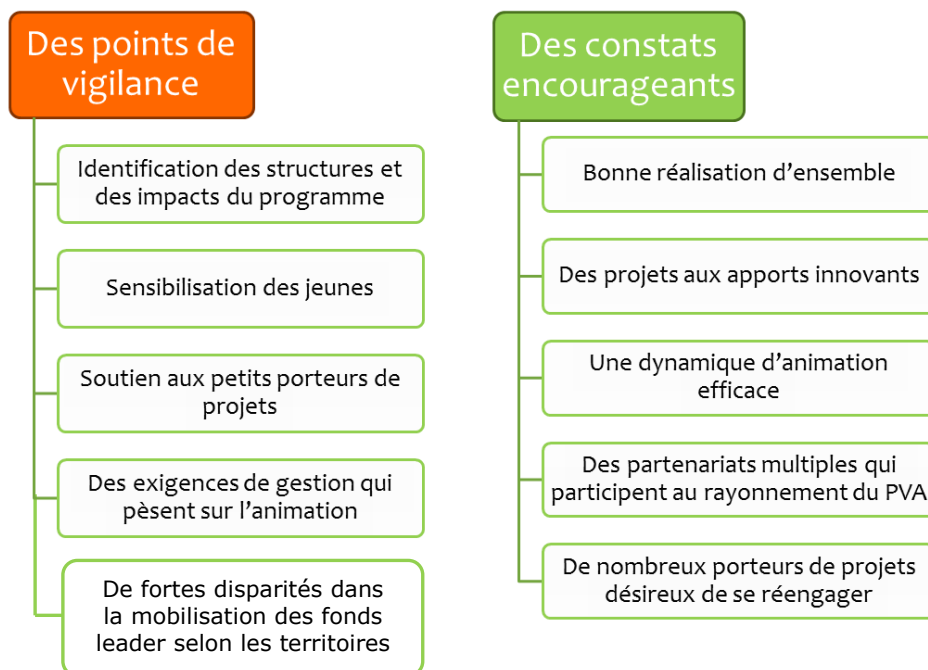 Des points de
vigilance
Identification des structures et
des impacts du programme
Sensibilisation des jeunes
Soutien aux petits porteurs de
projets
Des exigences de gestion qui
pèsent sur l'animation
De fortes disparités dans
la mobilisation des fonds
leader selon les territoires
Des constats
encourageants
Bonne réalisation d'ensemble
Des projets aux apports innovants
Une dynamique d'animation
efficace
Des partenariats multiples qui
participent au rayonnement du PVA
De nombreux porteurs de projets
désireux de se réengager